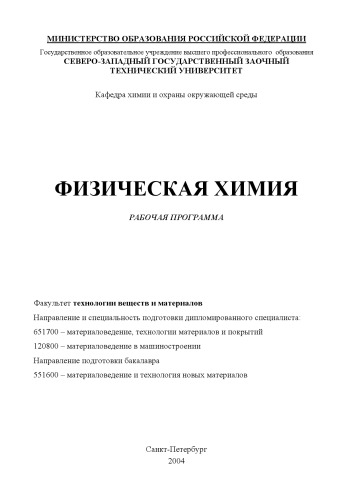 МИНИСТЕРСТВО ОБРАЗОВАНИЯ РОССИЙСКОЙ ФЕДЕРАЦИИ
Государственное образовательное учреждение высшего профессионального образования
СЕВЕРО-ЗАПАДНЫЙ ГОСУДАРСТВЕННЫЙ ЗАОЧНЫЙ
ТЕХНИЧЕСКИЙ УНИВЕРСИТЕТ
Кафедра химии и охраны окружающей среды
ФИЗИЧЕСКАЯ ХИМИЯ
РАБОЧАЯ ПРОГРАММА
Факультет технологии веществ и материалов
Направление и специальность подготовки дипломированного специалиста:
651700 – материаловедение, технологии материалов и покрытий
120800 – материаловедение в машиностроении
Направление подготовки бакалавра
551600 – материаловедение и технология новых материалов
Санкт-Петербург
2004